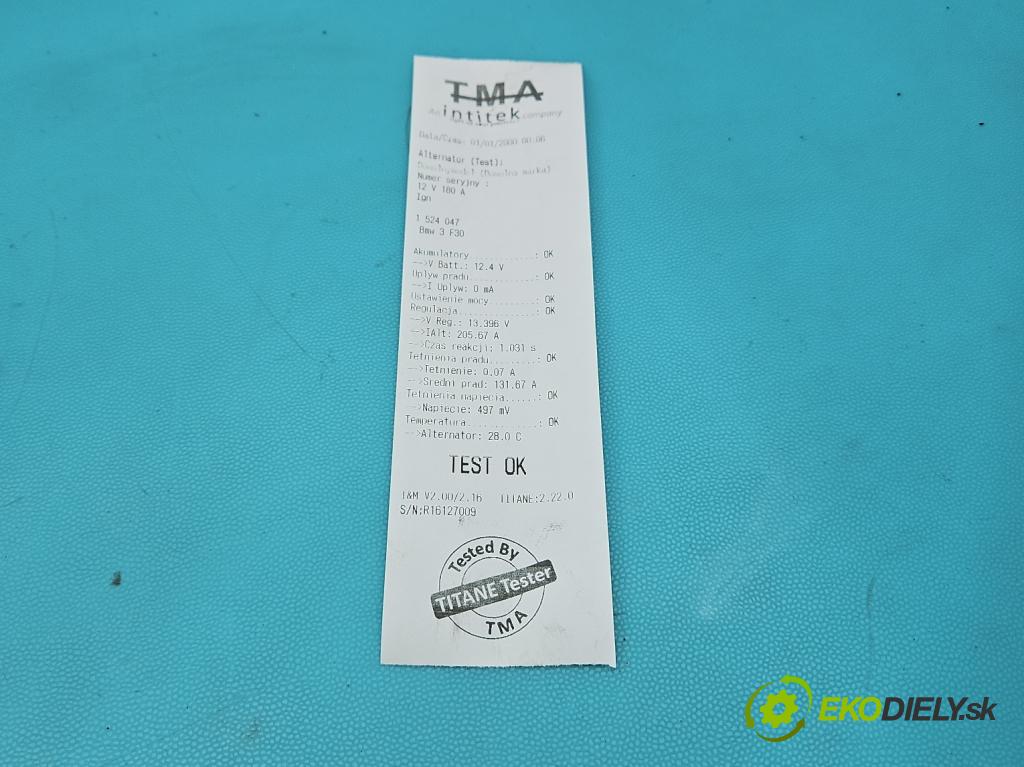 TMA
An intitek company
Data/Czas: 01/01/2000 00:06
Alternator (Test):
(Dowolna marka)
Numer seryjny :
12 V 180 A
Ign
1 524 047
Bmw 3 F30
Akumulatory..........: OK
-->V Batt.: 12.4 V
Uplyw pradu..........: OK
-->I Uplyw: 0 mA
Ustawienie mocy.......: OK
Regulacja............: OK
-->V Reg.: 13.396 V
-->IAlt: 205.67 A
-->Czas reakcji: 1.031 s
Tetnienia pradu.........: OK
-->Tetnienie: 0.07 A
-->Sredni prad: 131.67 A
Tetnienia napiecia......: OK
-->Napiecie: 497 mV
Temperatura.............: OK
-->Alternator: 28.0 C
TEST OK
T&M V2.00/2.16 TITANE:2.22.0
S/N:R16127009
Tested By
TITANE Tester
TMA
EKODIELY.sk